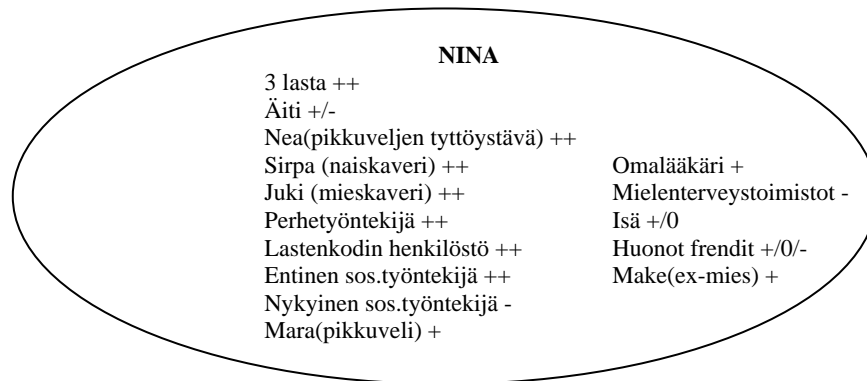 NINA
3 lasta ++
Äiti +/-
Nea(pikkuveljen tyttöystävä) ++
Sirpa (naiskaveri) ++
Juki (mieskaveri) ++
Perhetyöntekijä ++
Lastenkodin henkilöstö ++
Entinen sos.työntekijä ++
Nykyinen sos.työntekijä -
Mara(pikkuveli) +
Omalääkäri +
Mielenterveystoimistot -
Isä +/0
Huonot frendit +/0/-
Make(ex-mies) +